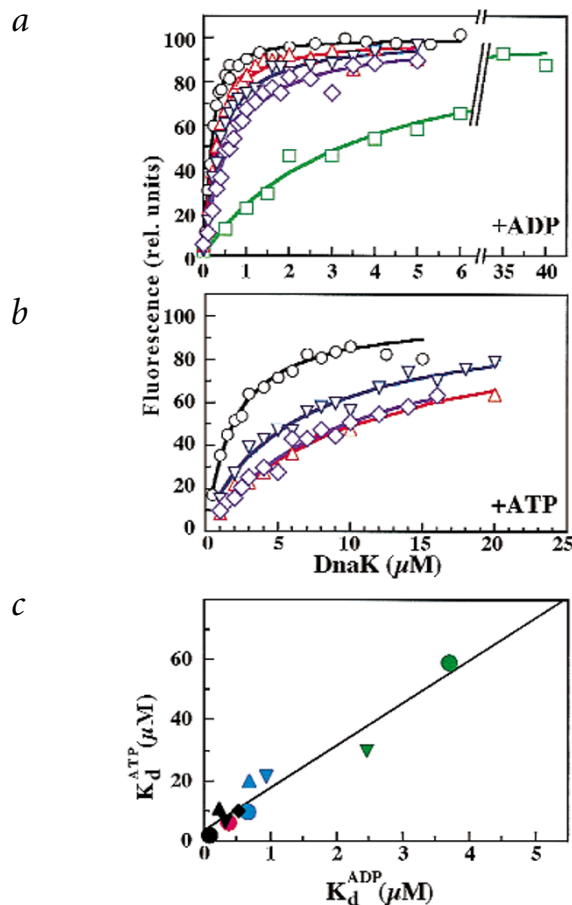 a
100
80
60
40
20
0
0 1 2 3 4 5 6 35 40
+ADP
Fluorescence (rel. units)
b
100
80
60
40
20
0
0 5 10 15 20 25
+ATP
DnaK (μM)
c
60
40
20
0
0 1 2 3 4 5
K_d^ATP (μM)
K_d^ADP (μM)